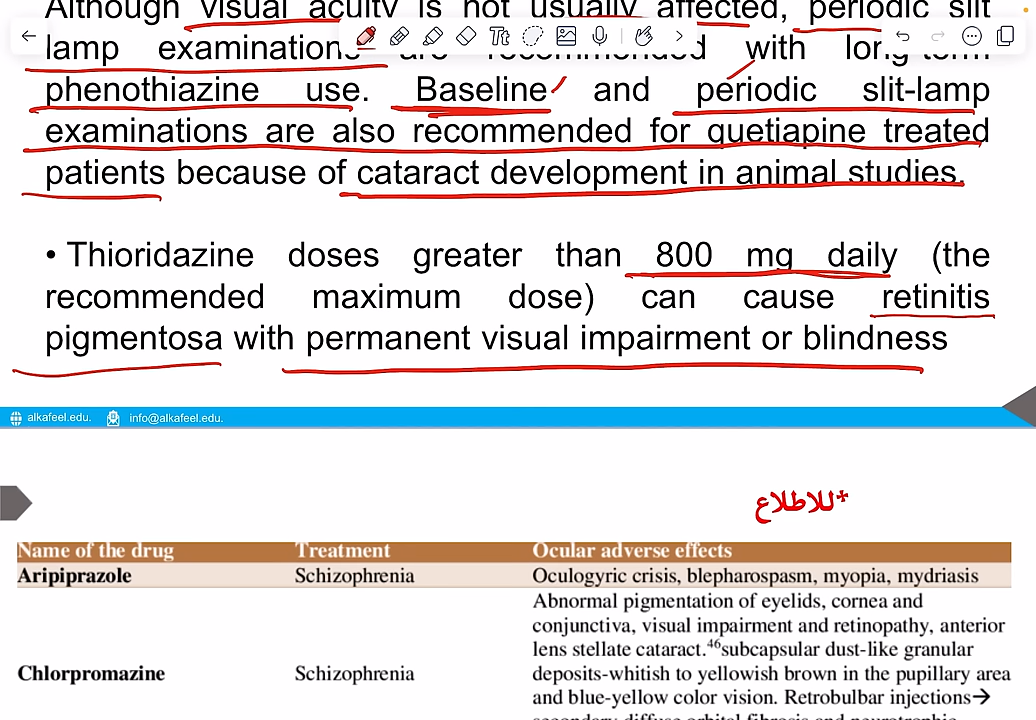 Although visual acuity is not usually affected, periodic slit
lamp examinations are recommended with long-term
phenothiazine use. Baseline and periodic slit-lamp
examinations are also recommended for quetiapine treated
patients because of cataract development in animal studies.
• Thioridazine doses greater than 800 mg daily (the
recommended maximum dose) can cause retinitis
pigmentosa with permanent visual impairment or blindness
alkafeel.edu. info@alkafeel.edu.
*للاطلاع
Name of the drug Treatment Ocular adverse effects
Aripiprazole Schizophrenia Oculogyric crisis, blepharospasm, myopia, mydriasis
Abnormal pigmentation of eyelids, cornea and
conjunctiva, visual impairment and retinopathy, anterior
lens stellate cataract.46subcapsular dust-like granular
Chlorpromazine Schizophrenia deposits-whitish to yellowish brown in the pupillary area
and blue-yellow color vision. Retrobulbar injections→
secondary diffuse orbital fibrosis and neurotrophic